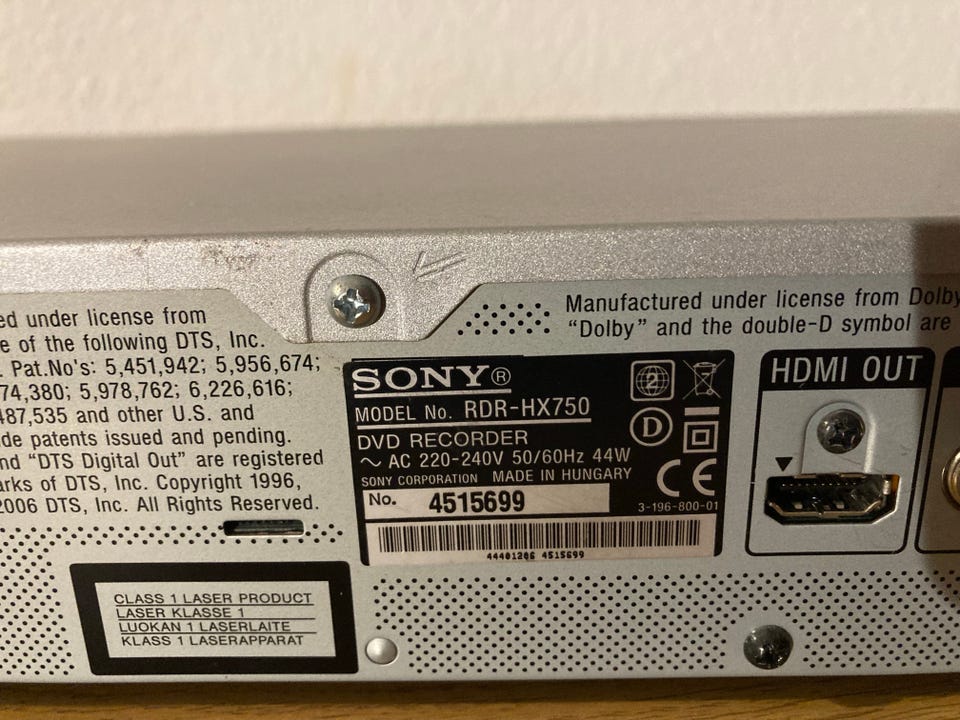 ed under license from
e of the following DTS, Inc.
. Pat.No's: 5,451,942; 5,956,674;
74,380; 5,978,762; 6,226,616;
487,535 and other U.S. and
de patents issued and pending.
nd "DTS Digital Out" are registered
arks of DTS, Inc. Copyright 1996,
2006 DTS, Inc. All Rights Reserved.
CLASS 1 LASER PRODUCT
LASER KLASSE 1
LUOKAN 1 LASERLAITE
KLASS 1 LASERAPPARAT
Manufactured under license from Dolby
"Dolby" and the double-D symbol are
SONY®
MODEL No. RDR-HX750
DVD RECORDER
~ AC 220-240V 50/60Hz 44W
SONY CORPORATION MADE IN HUNGARY
No. 4515699
3-196-800-01
44401206 4515699
2
D
CE
HDMI OUT